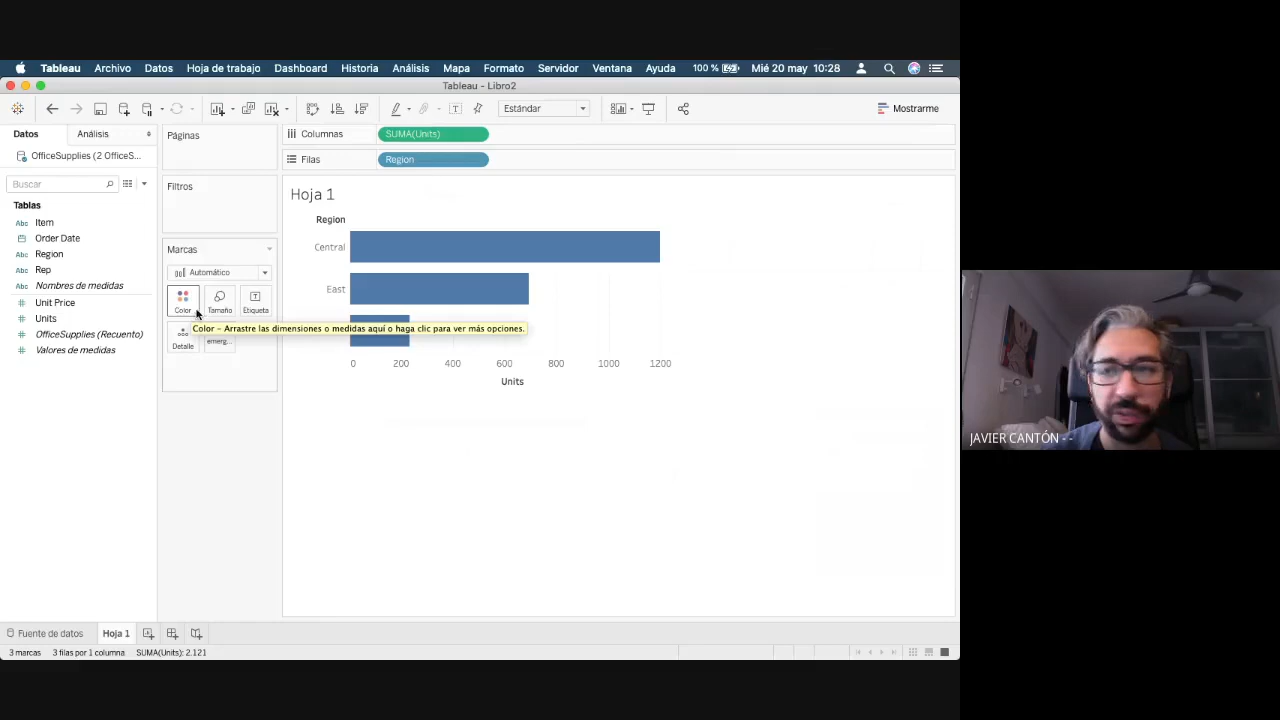 Tableau Archivo Datos Hoja de trabajo Dashboard Historia Análisis Mapa Formato Servidor Ventana Ayuda 100 % Mié 20 may 10:28
Tableau - Libro2
Estándar
Mostrarme
Datos Análisis
OfficeSupplies (2 OfficeS...
Buscar
Tablas
Abc Item
Order Date
Abc Region
Abc Rep
Abc Nombres de medidas
# Unit Price
# Units
# OfficeSupplies (Recuento)
# Valores de medidas
Páginas
Filtros
Marcas
Automático
Color Tamaño Etiqueta
Detalle emerg...
Color – Arrastre las dimensiones o medidas aquí o haga clic para ver más opciones.
Columnas SUMA(Units)
Filas Region
Hoja 1
Region
Central
East
0 200 400 600 800 1000 1200
Units
JAVIER CANTÓN - -
Fuente de datos Hoja 1
3 marcas 3 filas por 1 columna SUMA(Units): 2.121